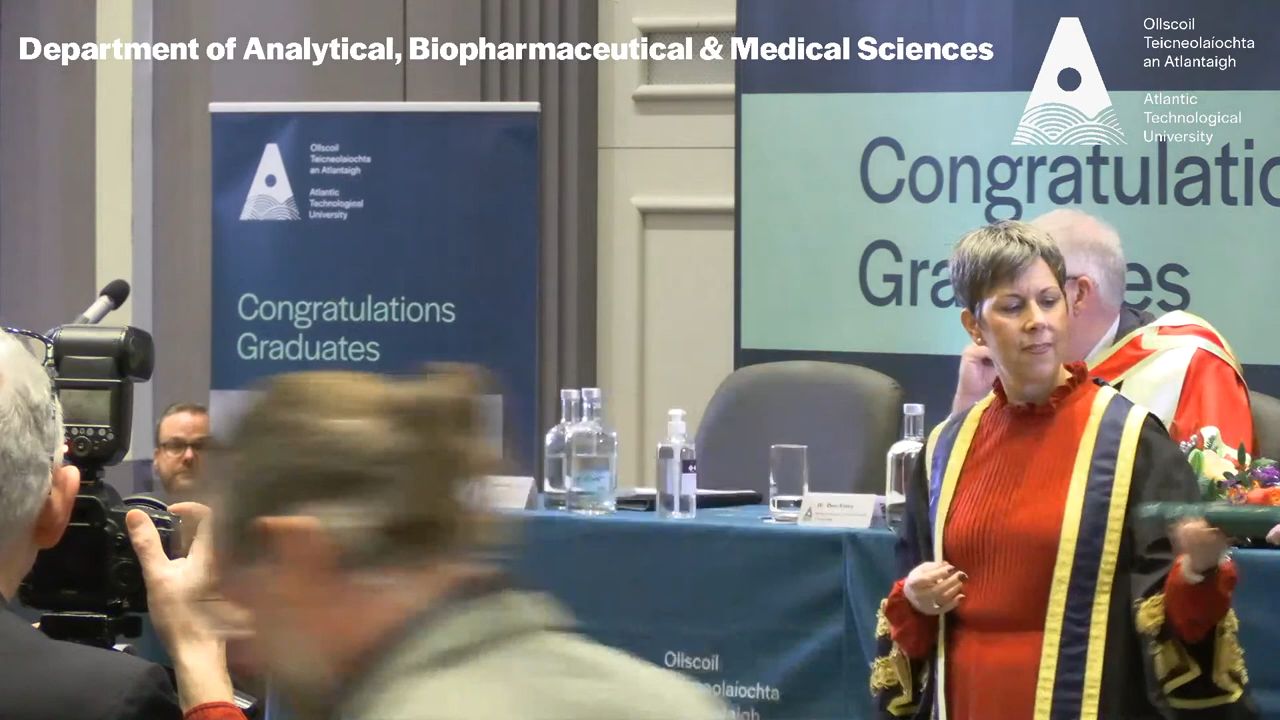 Department of Analytical, Biopharmaceutical & Medical Sciences
Ollscoil
Teicneolaíochta
an Atlantaigh
Atlantic
Technological
University
Ollscoil
Teicneolaíochta
an Atlantaigh
Atlantic
Technological
University
Congratulations
Graduates
Congratulatio
Gra es
Ollscoil
olaíochta